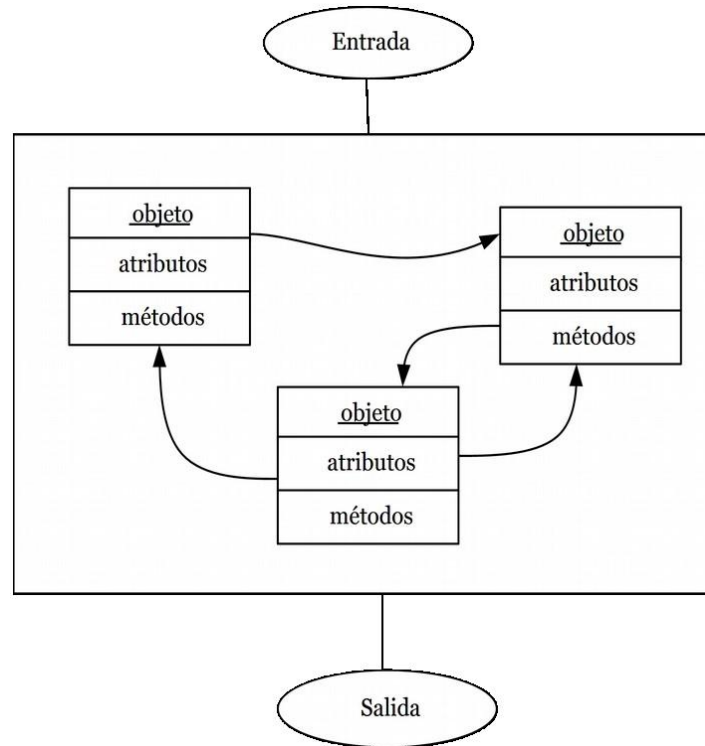 Entrada
objeto
atributos
métodos
objeto
atributos
métodos
objeto
atributos
métodos
Salida